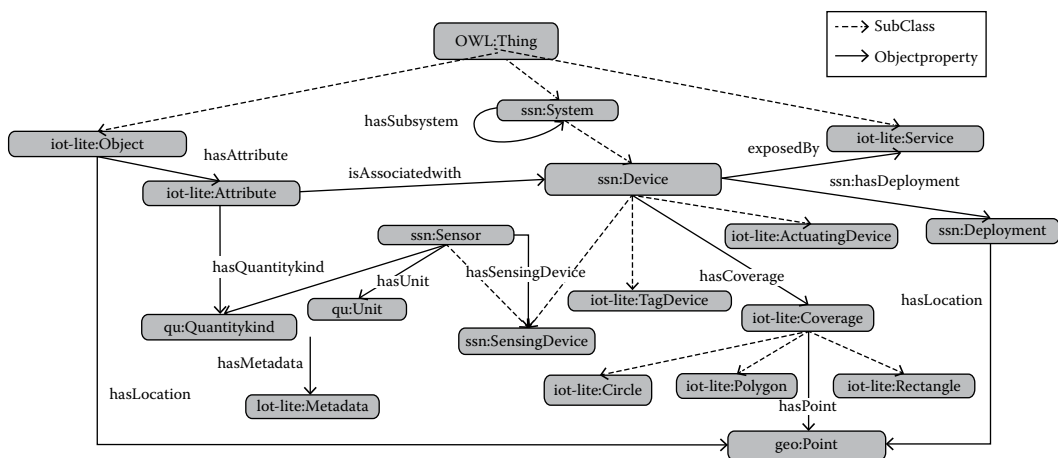 SubClass
Objectproperty
OWL:Thing
ssn:System
hasSubsystem
iot-lite:Object
iot-lite:Service
hasAttribute
exposedBy
iot-lite:Attribute
isAssociatedwith
ssn:Device
ssn:hasDeployment
ssn:Sensor
iot-lite:ActuatingDevice
ssn:Deployment
hasQuantitykind
hasUnit
hasSensingDevice
hasCoverage
iot-lite:TagDevice
hasLocation
qu:Unit
qu:Quantitykind
iot-lite:Coverage
ssn:SensingDevice
hasMetadata
iot-lite:Circle
iot-lite:Polygon
iot-lite:Rectangle
hasLocation
lot-lite:Metadata
hasPoint
geo:Point